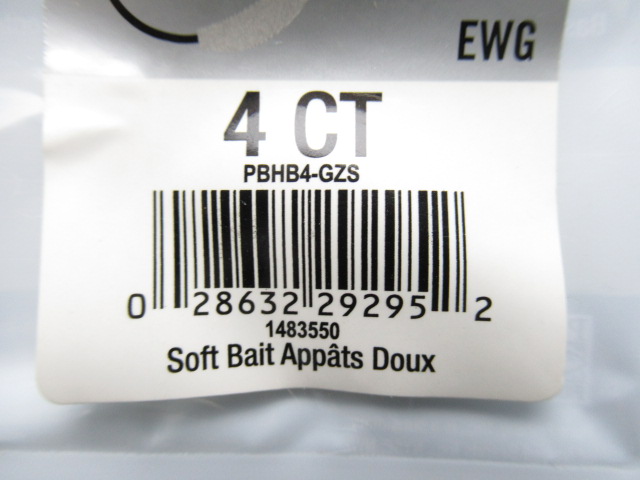 EWG
4 CT
PBHB4-GZS
0 28632 29295 2
1483550
Soft Bait Appâts Doux